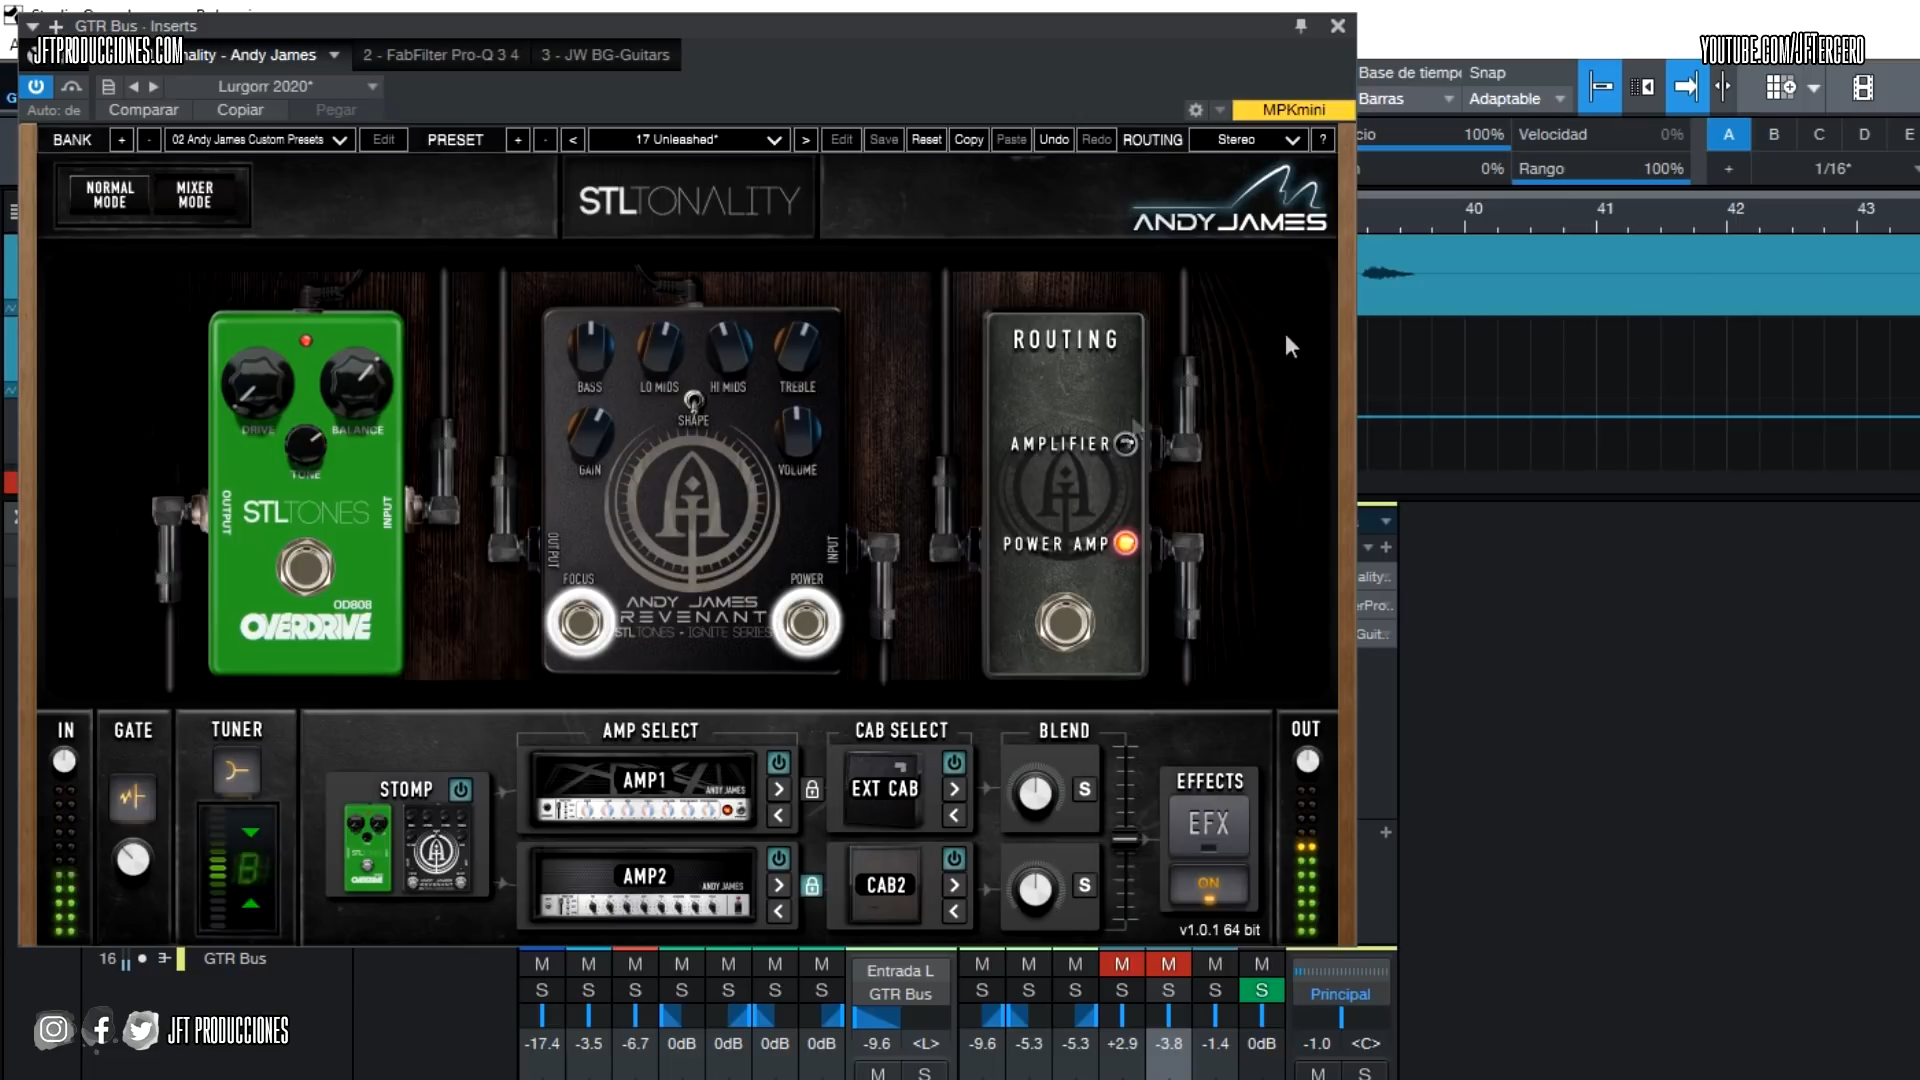 GTR Bus - Inserts
JFTPRODUCCIONES.COM
nality - Andy James
2 - FabFilter Pro-Q 3 4
3 - JW BG-Guitars
YOUTUBE.COM/JFTERCERO
Lurgorr 2020*
Auto: de
Comparar
Copiar
Pegar
MPKmini
Base de tiempo
Snap
Barras
Adaptable
100%
Velocidad
0%
A
B
C
D
E
0%
Rango
100%
+
1/16*
40
41
42
43
BANK
+
-
02 Andy James Custom Presets
Edit
PRESET
+
-
<
17 Unleashed*
>
Edit
Save
Reset
Copy
Paste
Undo
Redo
ROUTING
Stereo
?
NORMAL MODE
MIXER MODE
STLTONALITY
ANDY JAMES
DRIVE
BALANCE
TONE
OUTPUT
STLTONES
INPUT
OD808
OVERDRIVE
BASS
LO MIDS
HI MIDS
TREBLE
SHAPE
GAIN
VOLUME
OUTPUT
INPUT
FOCUS
POWER
ANDY JAMES
REVENANT
STLTONES - IGNITE SERIES
ROUTING
AMPLIFIER
POWER AMP
IN
GATE
TUNER
STOMP
AMP SELECT
AMP1
ANDY JAMES
AMP2
ANDY JAMES
CAB SELECT
EXT CAB
CAB2
BLEND
S
S
EFFECTS
EFX
ON
OUT
v1.0.1 64 bit
ality..
erPro..
Guit..
16
GTR Bus
M
M
M
M
M
M
M
Entrada L
M
M
M
M
M
M
M
S
S
S
S
S
S
S
GTR Bus
S
S
S
S
S
S
S
Principal
-17.4
-3.5
-6.7
0dB
0dB
0dB
0dB
-9.6
<L>
-9.6
-5.3
-5.3
+2.9
-3.8
-1.4
0dB
-1.0
<C>
M
S
M
S
JFT PRODUCCIONES